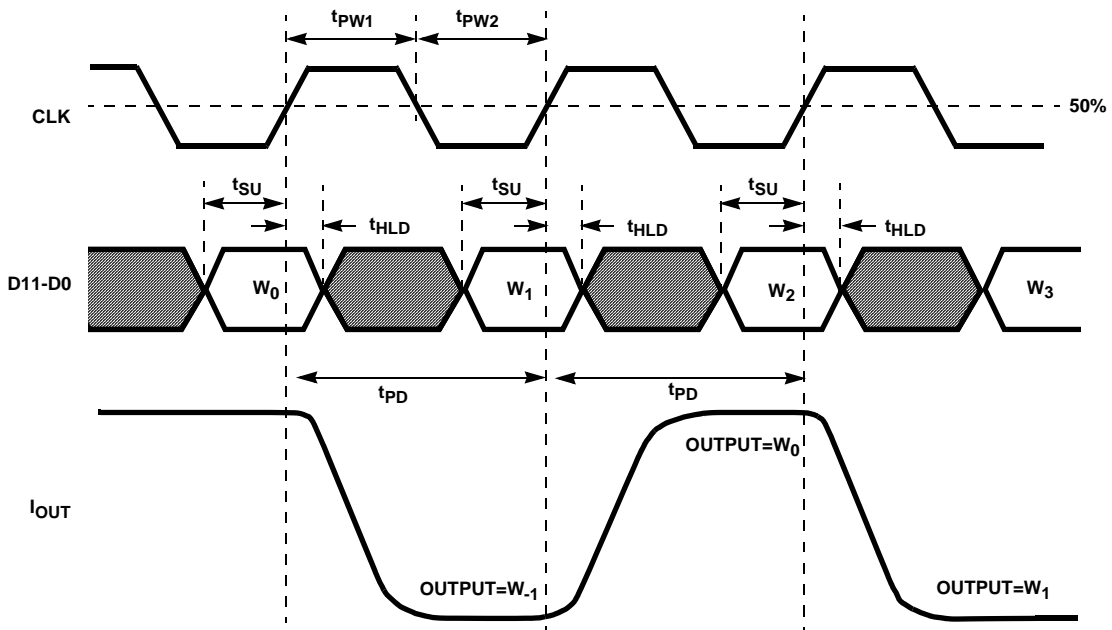 tPW1 tPW2
CLK
50%
tSU tSU tSU
tHLD tHLD tHLD
D11-D0
W0 W1 W2 W3
tPD tPD
OUTPUT=W0
IOUT
OUTPUT=W-1 OUTPUT=W1